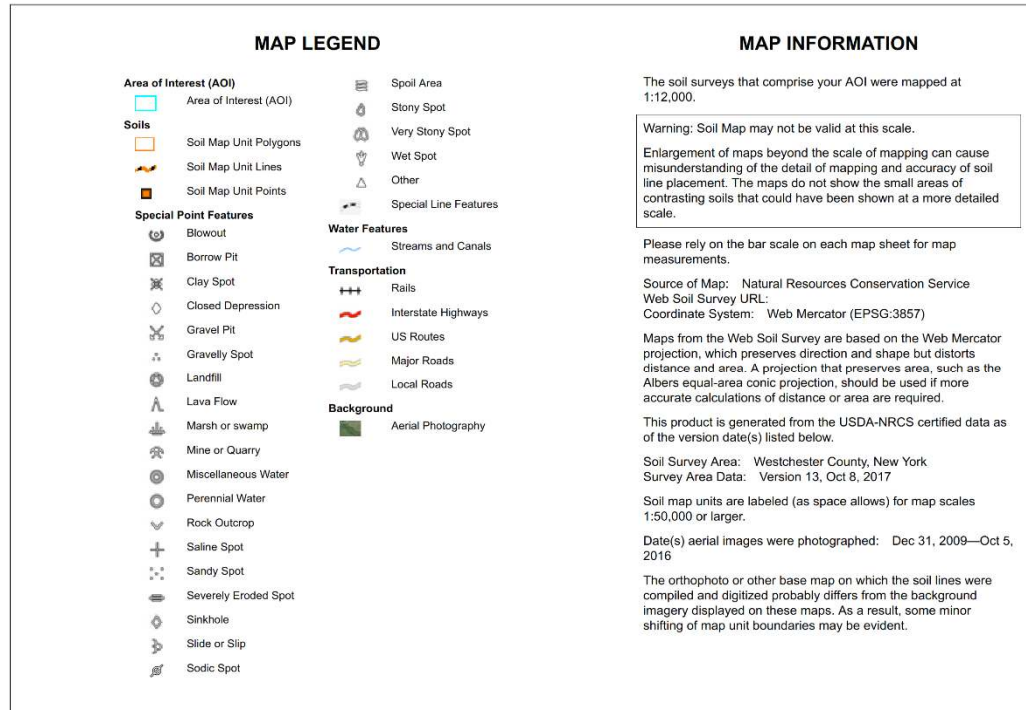 MAP LEGEND
Area of Interest (AOI)
Area of Interest (AOI)
Soils
Soil Map Unit Polygons
Soil Map Unit Lines
Soil Map Unit Points
Special Point Features
Blowout
Borrow Pit
Clay Spot
Closed Depression
Gravel Pit
Gravelly Spot
Landfill
Lava Flow
Marsh or swamp
Mine or Quarry
Miscellaneous Water
Perennial Water
Rock Outcrop
Saline Spot
Sandy Spot
Severely Eroded Spot
Sinkhole
Slide or Slip
Sodic Spot
Spoil Area
Stony Spot
Very Stony Spot
Wet Spot
Other
Special Line Features
Water Features
Streams and Canals
Transportation
Rails
Interstate Highways
US Routes
Major Roads
Local Roads
Background
Aerial Photography
MAP INFORMATION
The soil surveys that comprise your AOI were mapped at
1:12,000.
Warning: Soil Map may not be valid at this scale.
Enlargement of maps beyond the scale of mapping can cause
misunderstanding of the detail of mapping and accuracy of soil
line placement. The maps do not show the small areas of
contrasting soils that could have been shown at a more detailed
scale.
Please rely on the bar scale on each map sheet for map
measurements.
Source of Map: Natural Resources Conservation Service
Web Soil Survey URL:
Coordinate System: Web Mercator (EPSG:3857)
Maps from the Web Soil Survey are based on the Web Mercator
projection, which preserves direction and shape but distorts
distance and area. A projection that preserves area, such as the
Albers equal-area conic projection, should be used if more
accurate calculations of distance or area are required.
This product is generated from the USDA-NRCS certified data as
of the version date(s) listed below.
Soil Survey Area: Westchester County, New York
Survey Area Data: Version 13, Oct 8, 2017
Soil map units are labeled (as space allows) for map scales
1:50,000 or larger.
Date(s) aerial images were photographed: Dec 31, 2009—Oct 5,
2016
The orthophoto or other base map on which the soil lines were
compiled and digitized probably differs from the background
imagery displayed on these maps. As a result, some minor
shifting of map unit boundaries may be evident.